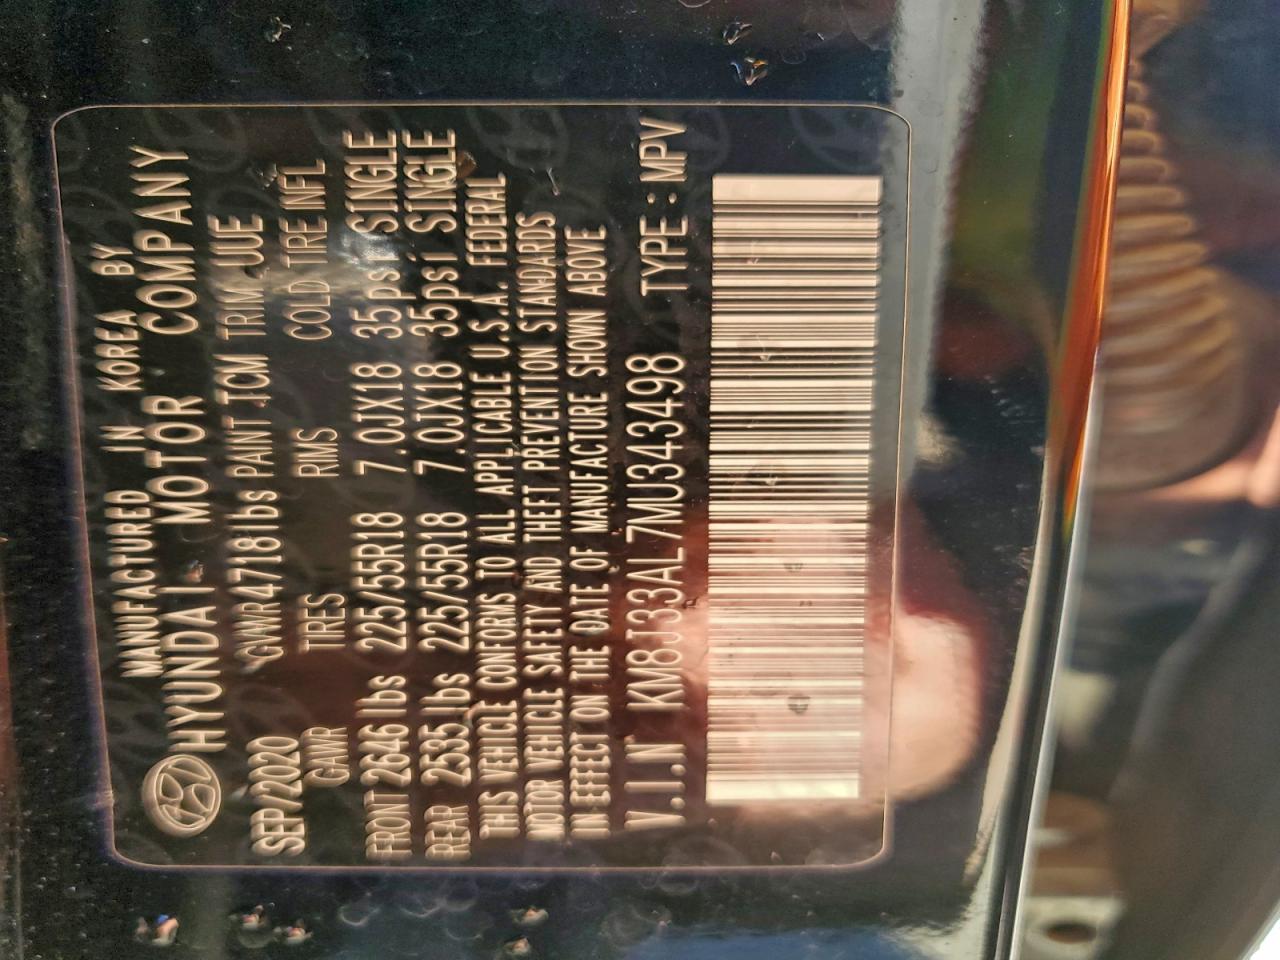 MANUFACTURED IN KOREA BY
HYUNDAI MOTOR COMPANY
SEP/2020 GVWR 4718lbs PAINT TCM TRIM UUE
GAWR TIRES RIMS COLD TIRE INFL
FRONT 2646 lbs 225/55R18 7.0JX18 35psi SINGLE
REAR 2535 lbs 225/55R18 7.0JX18 35psi SINGLE
THIS VEHICLE CONFORMS TO ALL APPLICABLE U.S.A. FEDERAL
MOTOR VEHICLE SAFETY AND THEFT PREVENTION STANDARDS
IN EFFECT ON THE DATE OF MANUFACTURE SHOWN ABOVE
V.I.N KM8J33AL7MU343498 TYPE : MPV